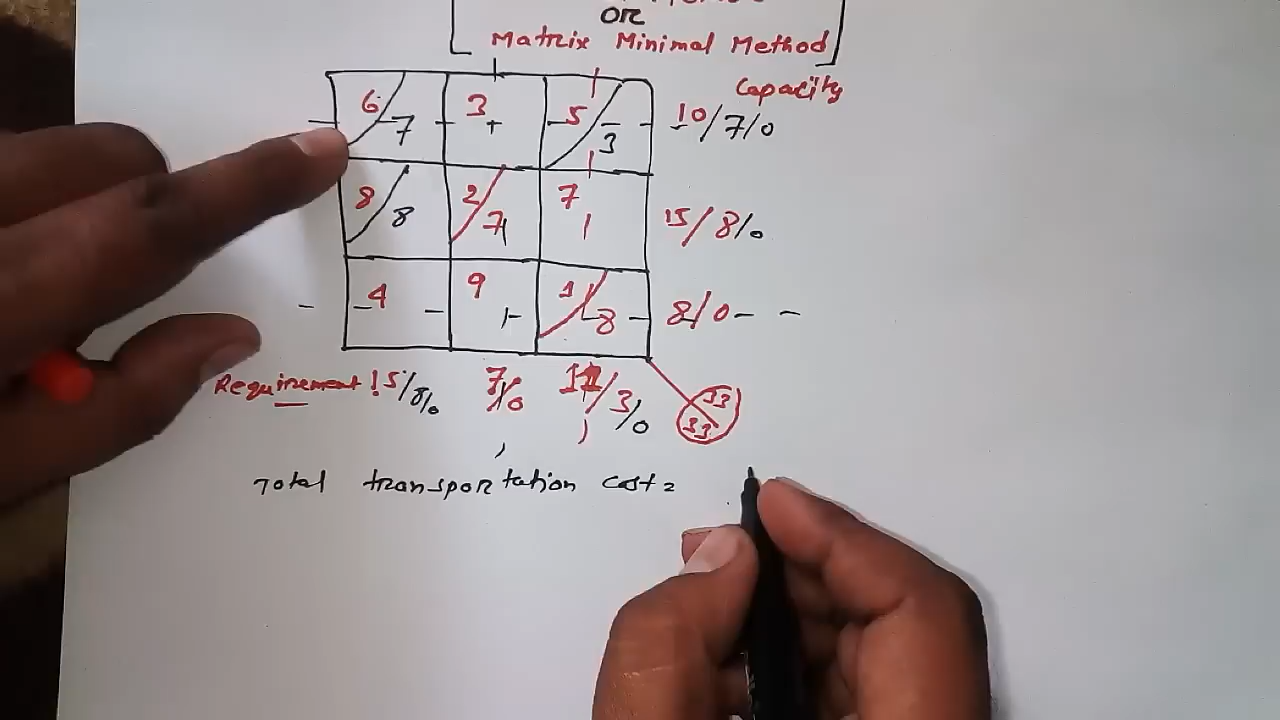 OR
Matrix Minimal Method
Capacity
6 7 3 5 3 10/7/0
8 8 2 7 7 15/8/0
4 9 1 8 8/0
Requirement 15/8/0 7/0 11/3/0 33 33
Total transportation cost =